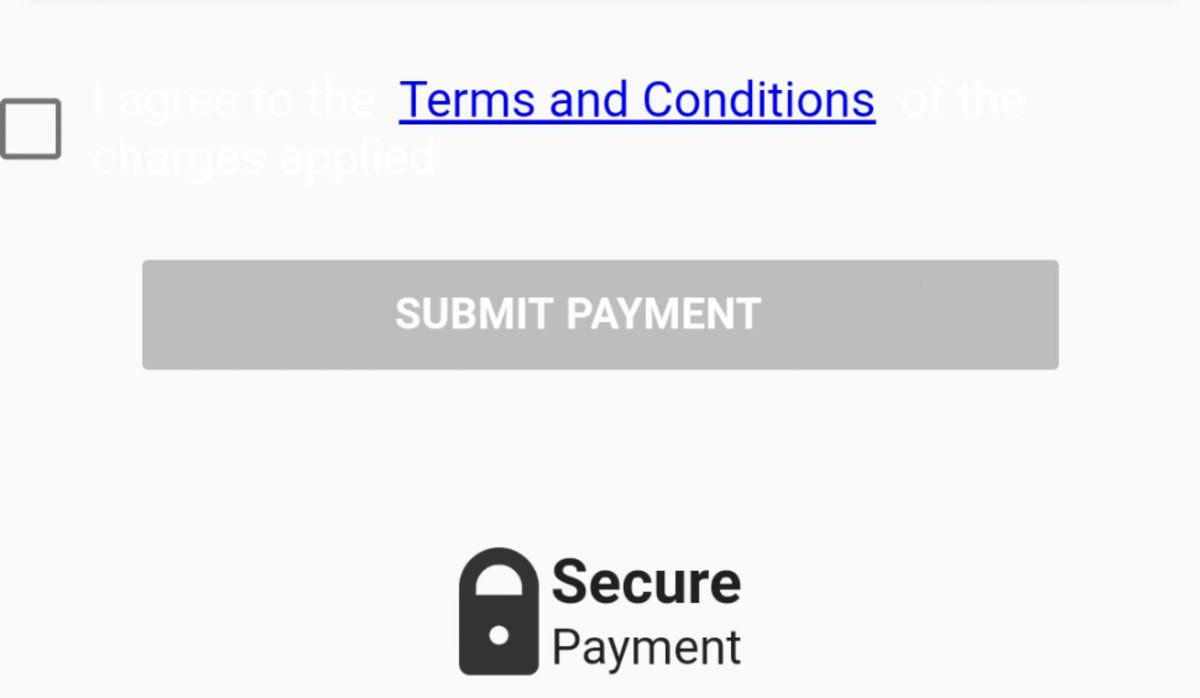 I agree to the Terms and Conditions of the
charges applied
SUBMIT PAYMENT
Secure
Payment